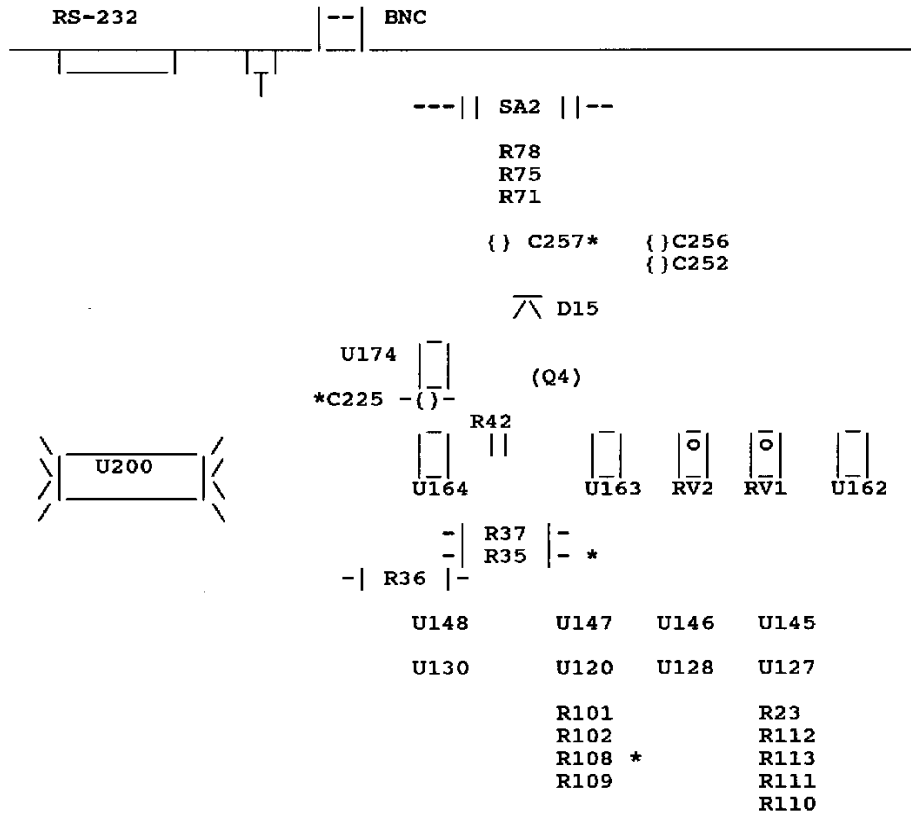 RS-232 |--| BNC
---|| SA2 ||--
R78
R75
R71
{} C257* {}C256
{}C252
D15
U174
(Q4)
*C225 -()-
R42
U200
U164 U163 RV2 RV1 U162
-| R37 |-
-| R35 |- *
-| R36 |-
U148 U147 U146 U145
U130 U120 U128 U127
R101 R23
R102 R112
R108 * R113
R109 R111
R110